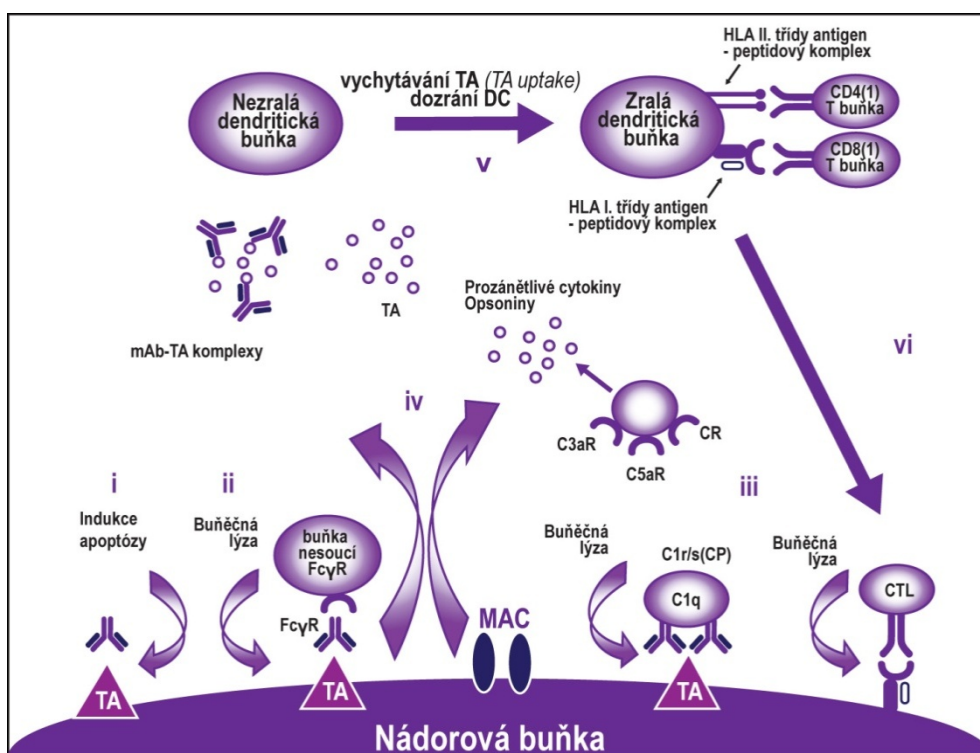 HLA II. třídy antigen
- peptidový komplex
vychytávání TA (TA uptake)
dozrání DC
Nezralá
dendritická
buňka
Zralá
dendritická
buňka
CD4(1)
T buňka
CD8(1)
T buňka
v
HLA I. třídy antigen
- peptidový komplex
TA
mAb-TA komplexy
Prozánětlivé cytokiny
Opsoniny
vi
iv
C3aR
CR
C5aR
i
Indukce
apoptózy
ii
Buňěčná
lýza
buňka
nesoucí
FcγR
FcγR
MAC
iii
Buňěčná
lýza
C1r/s(CP)
C1q
Buňěčná
lýza
CTL
TA
TA
TA
Nádorová buňka